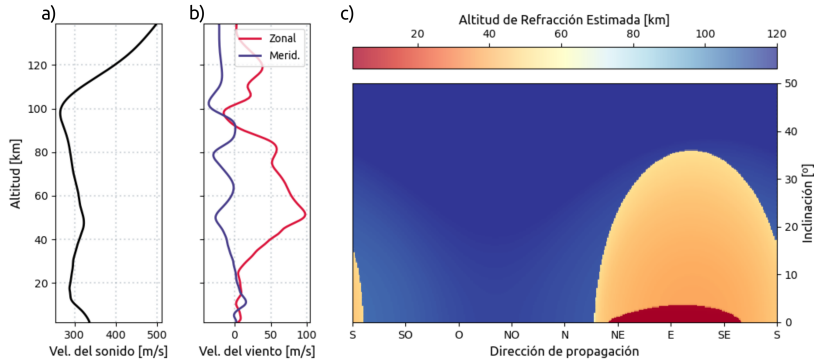 a)
b)
c)
Altitud de Refracción Estimada [km]
20 40 60 80 100 120
Zonal
Merid.
Altitud [km]
120
100
80
60
40
20
300 400 500
Vel. del sonido [m/s]
0 50 100
Vel. del viento [m/s]
S SO O NO N NE E SE S
Dirección de propagación
50
40
30
20
10
0
Inclinación [º]